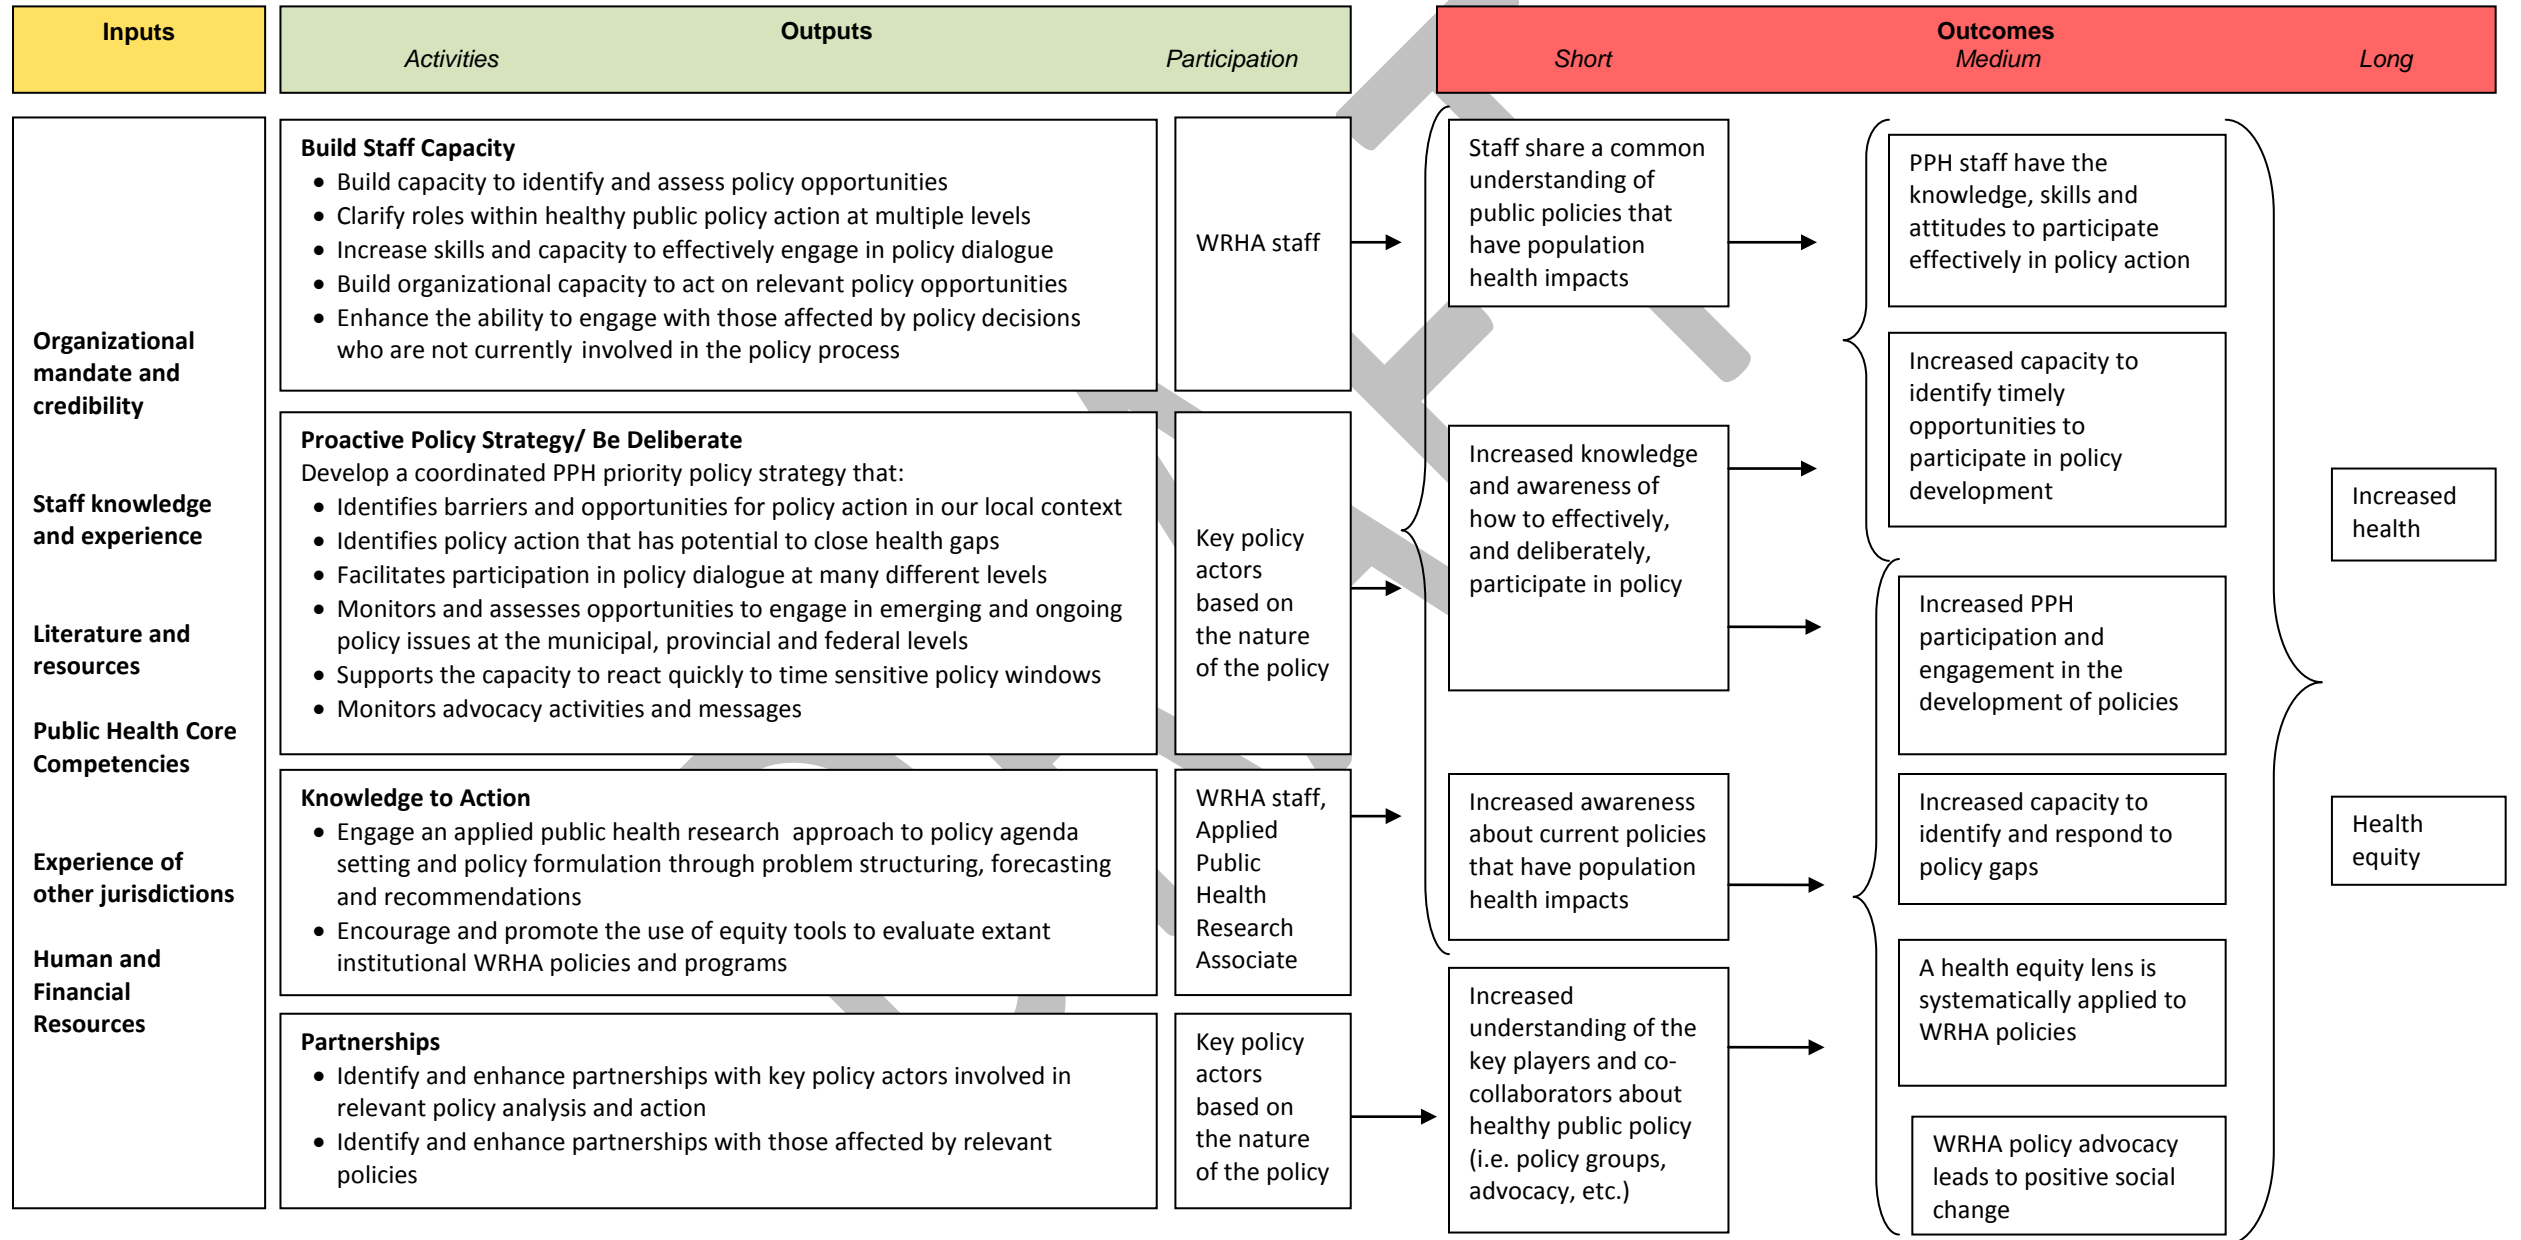 Inputs
Outputs
Activities
Participation
Outcomes
Short
Medium
Long
Organizational
mandate and
credibility
Staff knowledge
and experience
Literature and
resources
Public Health Core
Competencies
Experience of
other jurisdictions
Human and
Financial
Resources
Build Staff Capacity
• Build capacity to identify and assess policy opportunities
• Clarify roles within healthy public policy action at multiple levels
• Increase skills and capacity to effectively engage in policy dialogue
• Build organizational capacity to act on relevant policy opportunities
• Enhance the ability to engage with those affected by policy decisions
who are not currently involved in the policy process
WRHA staff
Proactive Policy Strategy/ Be Deliberate
Develop a coordinated PPH priority policy strategy that:
• Identifies barriers and opportunities for policy action in our local context
• Identifies policy action that has potential to close health gaps
• Facilitates participation in policy dialogue at many different levels
• Monitors and assesses opportunities to engage in emerging and ongoing
policy issues at the municipal, provincial and federal levels
• Supports the capacity to react quickly to time sensitive policy windows
• Monitors advocacy activities and messages
Key policy
actors
based on
the nature
of the policy
Knowledge to Action
• Engage an applied public health research approach to policy agenda
setting and policy formulation through problem structuring, forecasting
and recommendations
• Encourage and promote the use of equity tools to evaluate extant
institutional WRHA policies and programs
WRHA staff,
Applied
Public
Health
Research
Associate
Partnerships
• Identify and enhance partnerships with key policy actors involved in
relevant policy analysis and action
• Identify and enhance partnerships with those affected by relevant
policies
Key policy
actors
based on
the nature
of the policy
Staff share a common
understanding of
public policies that
have population
health impacts
Increased knowledge
and awareness of
how to effectively,
and deliberately,
participate in policy
Increased awareness
about current policies
that have population
health impacts
Increased
understanding of the
key players and co-
collaborators about
healthy public policy
(i.e. policy groups,
advocacy, etc.)
PPH staff have the
knowledge, skills and
attitudes to participate
effectively in policy action
Increased capacity to
identify timely
opportunities to
participate in policy
development
Increased PPH
participation and
engagement in the
development of policies
Increased capacity to
identify and respond to
policy gaps
A health equity lens is
systematically applied to
WRHA policies
WRHA policy advocacy
leads to positive social
change
Increased
health
Health
equity